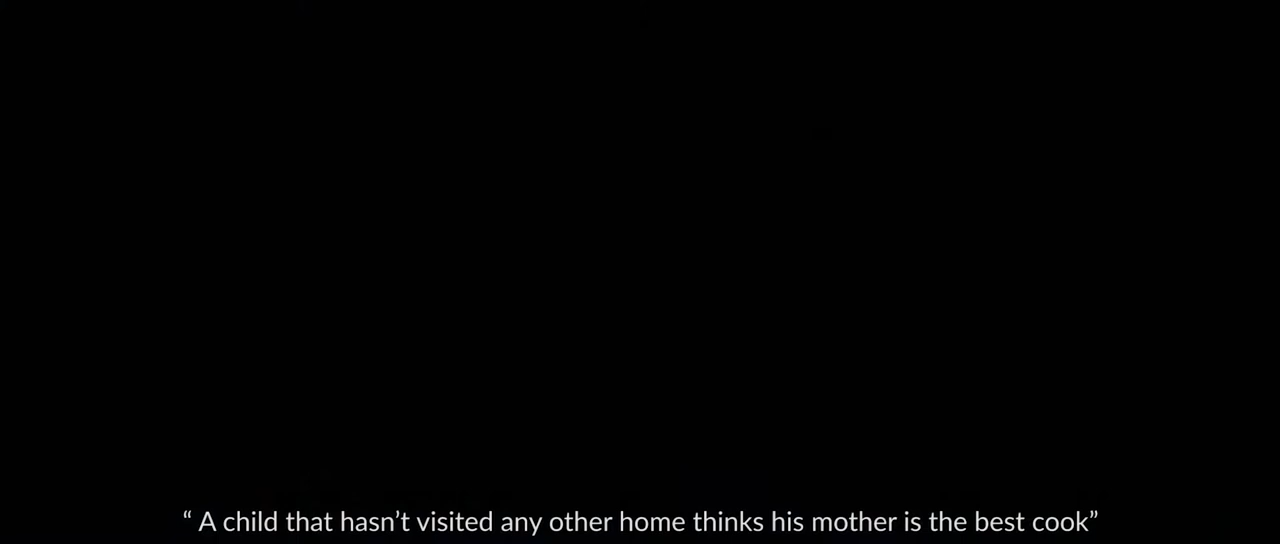 “ A child that hasn’t visited any other home thinks his mother is the best cook”